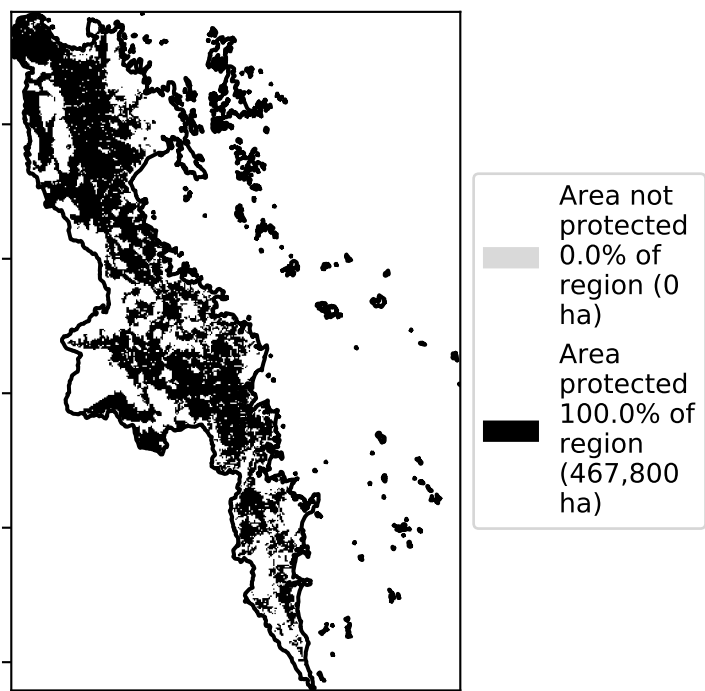 Area not
protected
0.0% of
region (0
ha)
Area
protected
100.0% of
region
(467,800
ha)